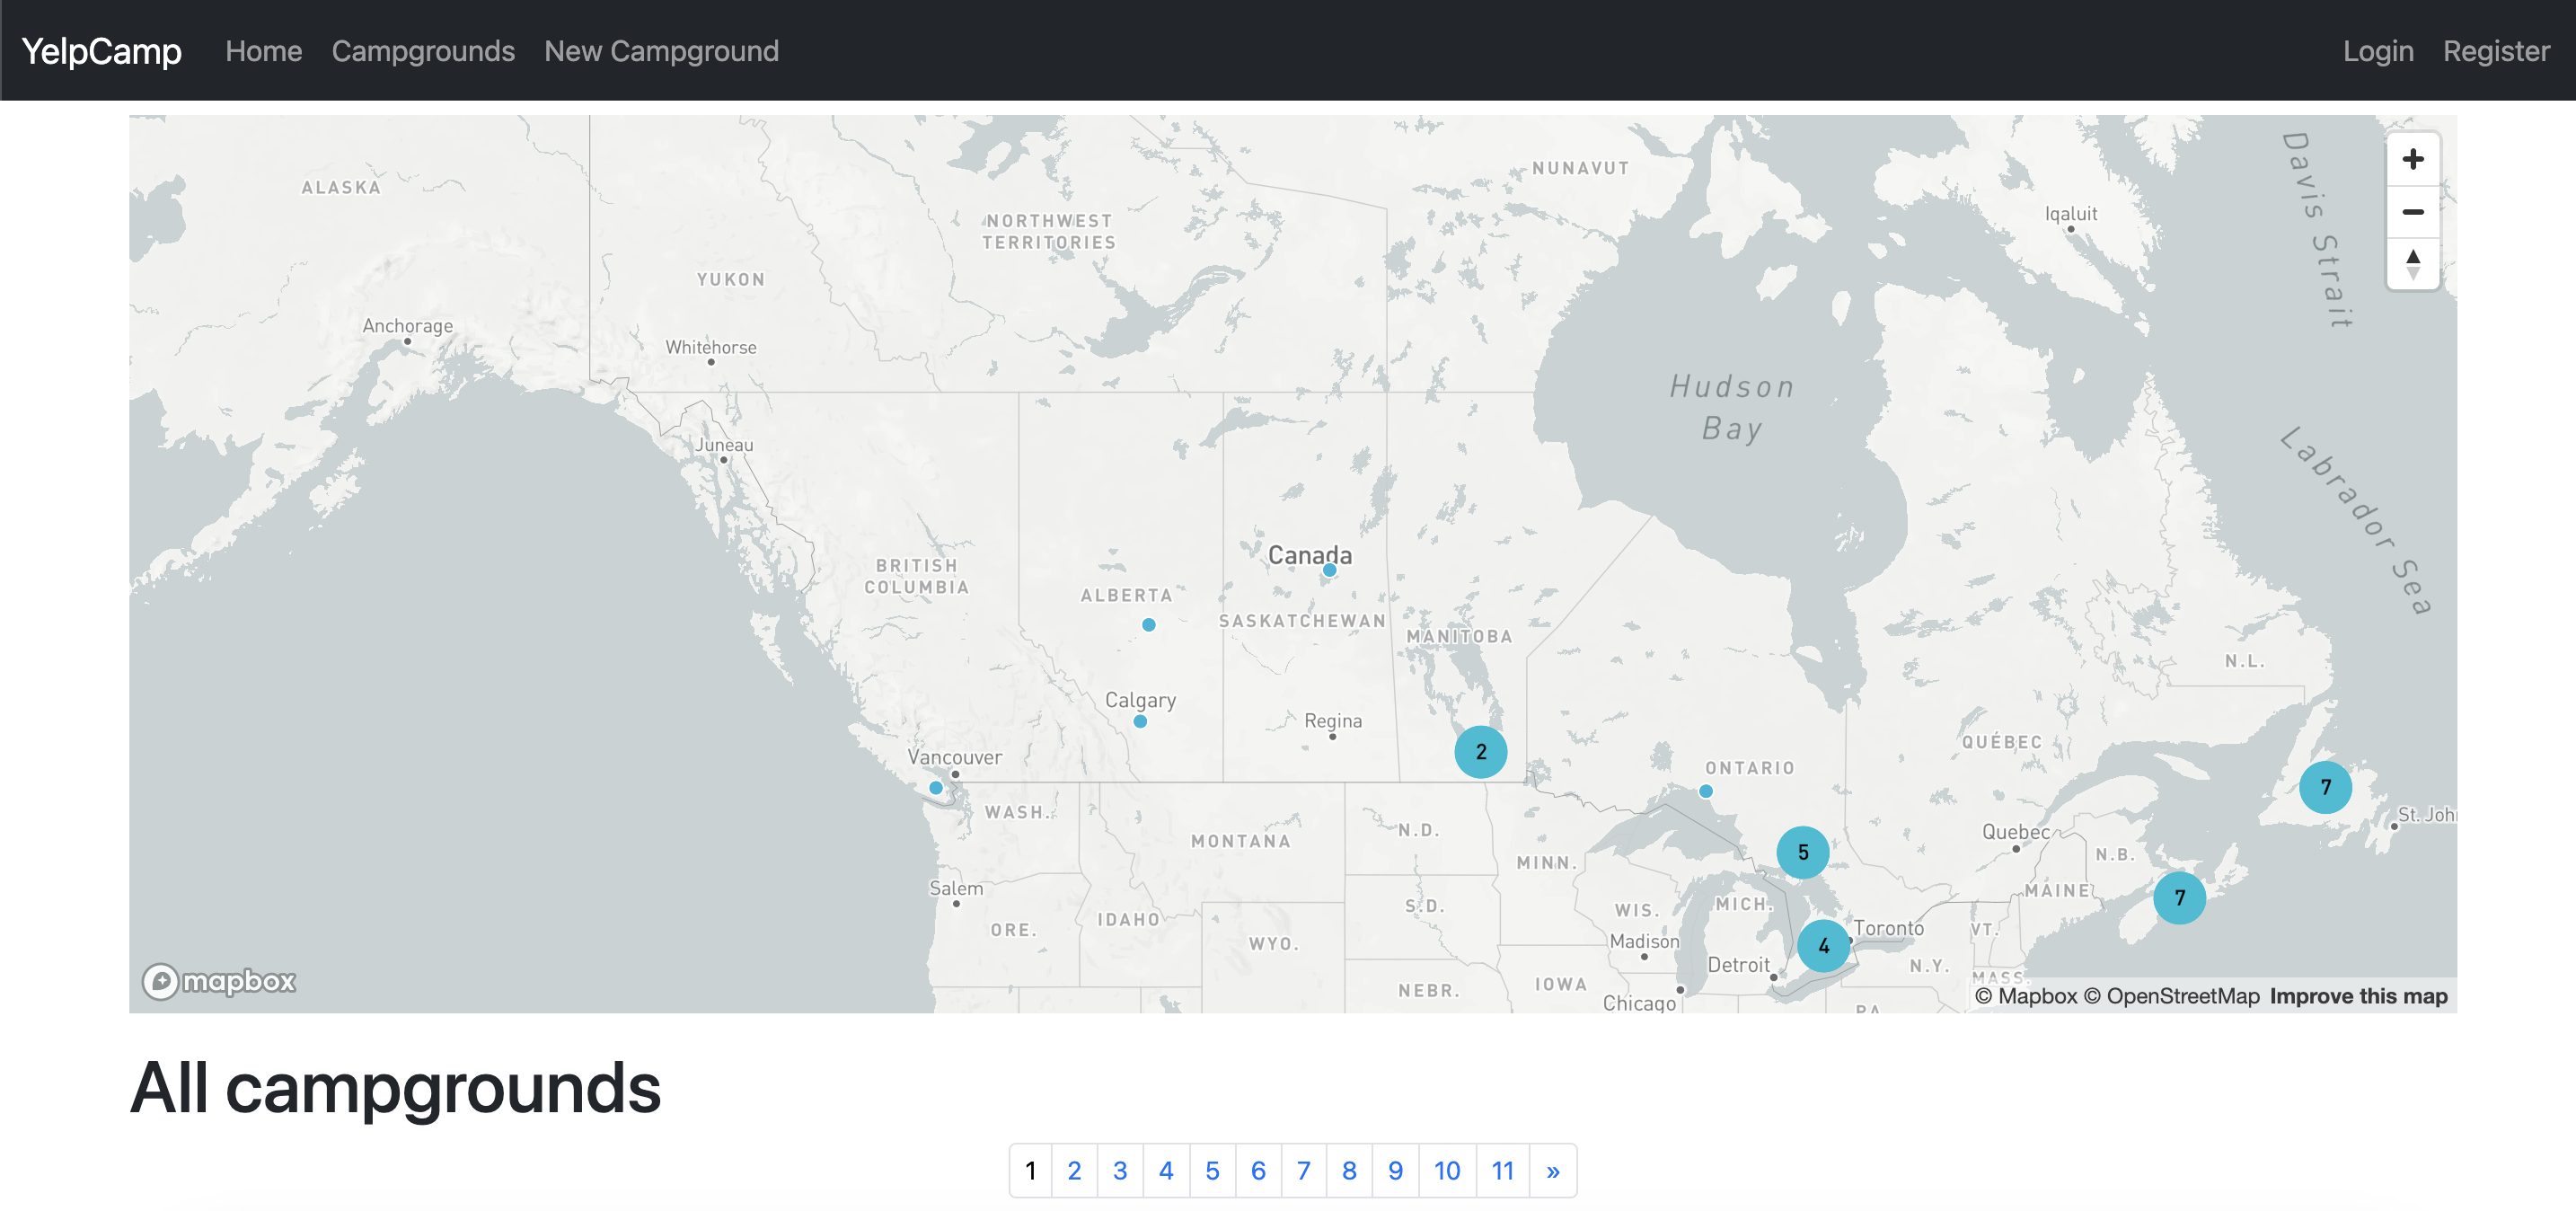 YelpCamp Home Campgrounds New Campground Login Register
Davis Strait
NUNAVUT
ALASKA
Iqaluit
NORTHWEST
TERRITORIES
YUKON
Anchorage
Whitehorse
Hudson
Bay
Juneau
Labrador Sea
Canada
BRITISH
COLUMBIA
ALBERTA
SASKATCHEWAN
MANITOBA
N.L.
Calgary
Regina
QUÉBEC
2
Vancouver
ONTARIO
7
WASH.
St. Joh
MONTANA
N.D.
Quebec
5
N.B.
MINN.
Salem
MAINE
7
IDAHO
S.D.
MICH.
WIS.
ORE.
Toronto
VT.
WYO.
Madison
4
Detroit
N.Y.
MASS.
mapbox
NEBR.
IOWA
Chicago
© Mapbox © OpenStreetMap Improve this map
PA
All campgrounds
1 2 3 4 5 6 7 8 9 10 11 »